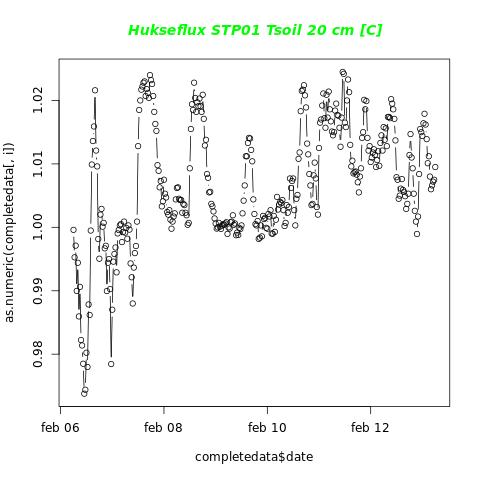 Hukseflux STP01 Tsoil 20 cm [C]
as.numeric(completedata[, i])
1.02
1.01
1.00
0.99
0.98
feb 06
feb 08
feb 10
feb 12
completedata$date